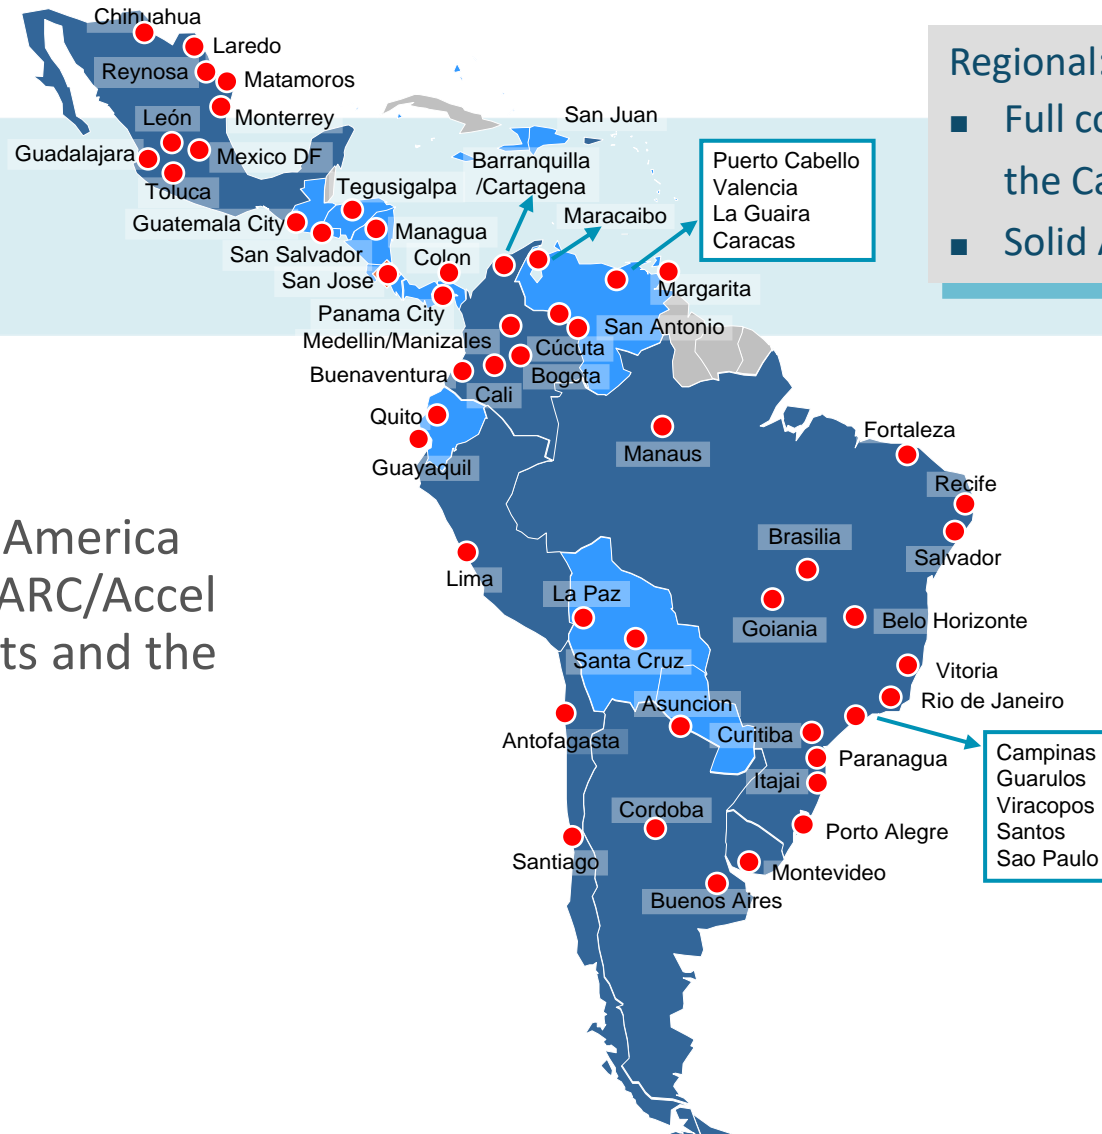 Chihuahua
Laredo
Reynosa
Matamoros
León
Monterrey
Guadalajara
Mexico DF
Toluca
San Juan
Barranquilla
/Cartagena
Tegusigalpa
Maracaibo
Guatemala City
Managua
San Salvador
Colon
San Jose
Puerto Cabello
Valencia
La Guaira
Caracas
Margarita
Panama City
San Antonio
Medellin/Manizales
Cúcuta
Buenaventura
Bogota
Cali
Quito
Guayaquil
Manaus
Fortaleza
Recife
Salvador
Brasilia
Lima
La Paz
Goiania
Belo Horizonte
Santa Cruz
Vitoria
Asuncion
Rio de Janeiro
Antofagasta
Curitiba
Paranagua
Itajai
Campinas
Guarulos
Viracopos
Santos
Sao Paulo
Cordoba
Porto Alegre
Santiago
Montevideo
Buenos Aires
Regional:
■ Full co
the Ca
■ Solid A
America
ARC/Accel
ts and the